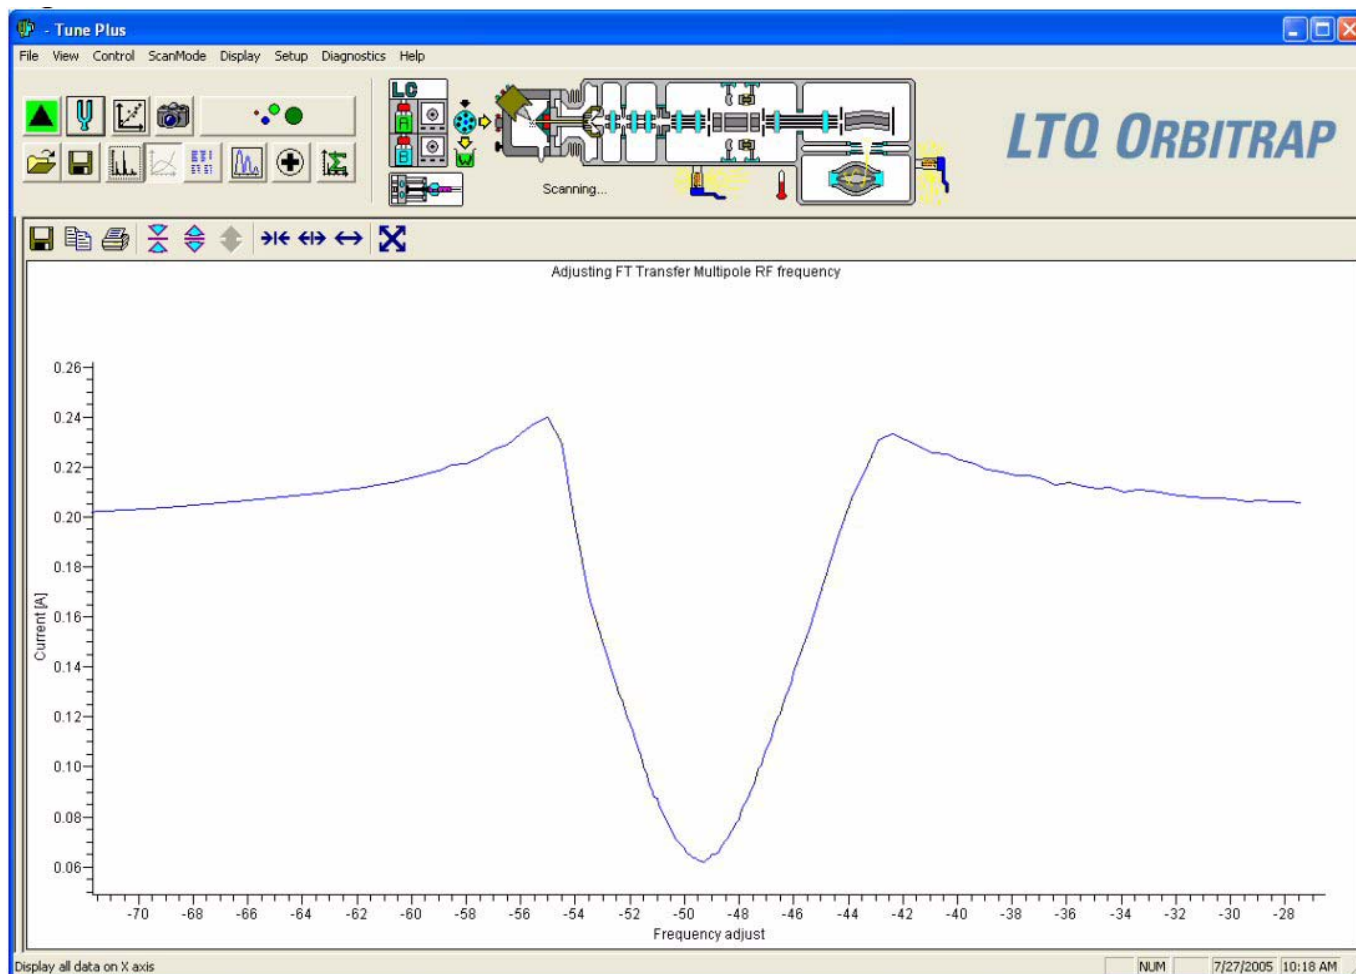 - Tune Plus
File View Control ScanMode Display Setup Diagnostics Help
LC
A
B
Scanning...
LTQ ORBITRAP
Adjusting FT Transfer Multipole RF frequency
0.26
0.24
0.22
0.20
0.18
0.16
0.14
0.12
0.10
0.08
0.06
Current [A]
-70 -68 -66 -64 -62 -60 -58 -56 -54 -52 -50 -48 -46 -44 -42 -40 -38 -36 -34 -32 -30 -28
Frequency adjust
Display all data on X axis NUM 7/27/2005 10:18 AM